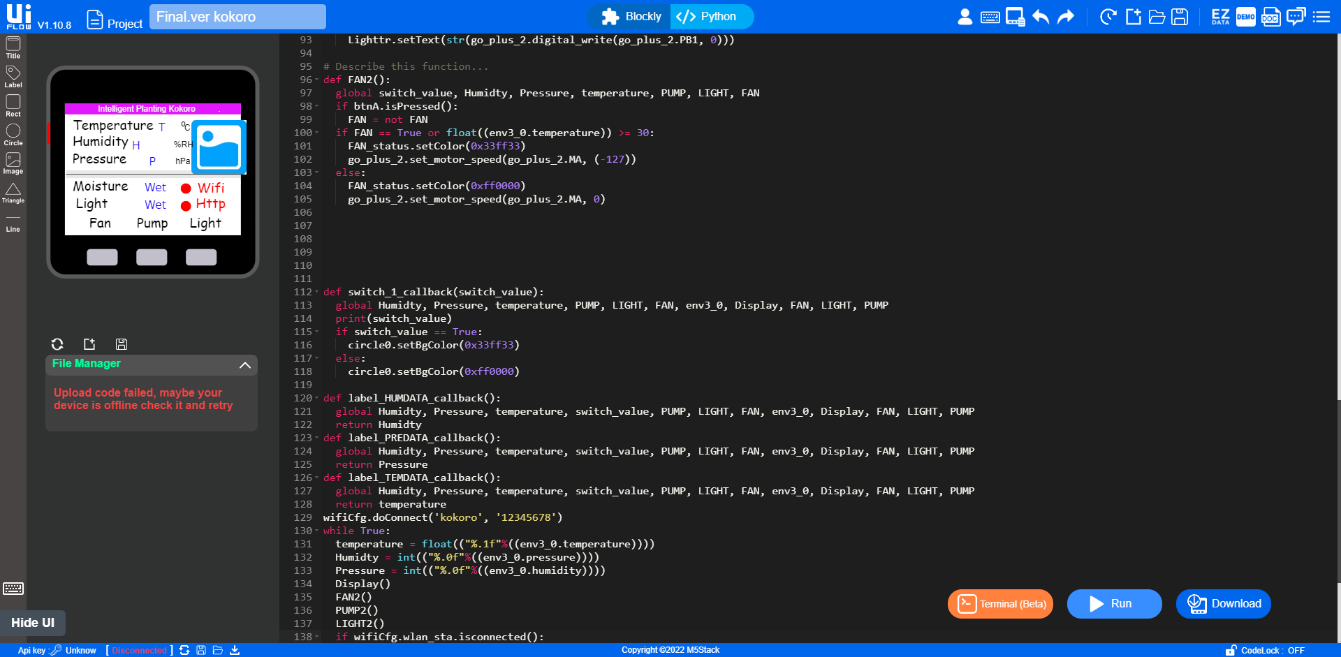 Ui
FLOW V1.10.8
Project
Final.ver kokoro
Blockly
Python
EZ
DATA
DEMO
DOC
Title
Label
Rect
Circle
Image
Triangle
Line
Intelligent Planting Kokoro
Temperature T °C
Humidity H %RH
Pressure P hPa
Moisture Wet Wifi
Light Wet Http
Fan Pump Light
File Manager
Upload code failed, maybe your
device is offline check it and retry
Hide UI
93 Lighttr.setText(str(go_plus_2.digital_write(go_plus_2.PB1, 0)))
94
95 # Describe this function...
96 def FAN2():
97 global switch_value, Humidty, Pressure, temperature, PUMP, LIGHT, FAN
98 if btnA.isPressed():
99 FAN = not FAN
100 if FAN == True or float((env3_0.temperature)) >= 30:
101 FAN_status.setColor(0x33ff33)
102 go_plus_2.set_motor_speed(go_plus_2.MA, (-127))
103 else:
104 FAN_status.setColor(0xff0000)
105 go_plus_2.set_motor_speed(go_plus_2.MA, 0)
106
107
108
109
110
111
112 def switch_1_callback(switch_value):
113 global Humidty, Pressure, temperature, PUMP, LIGHT, FAN, env3_0, Display, FAN, LIGHT, PUMP
114 print(switch_value)
115 if switch_value == True:
116 circle0.setBgColor(0x33ff33)
117 else:
118 circle0.setBgColor(0xff0000)
119
120 def label_HUMDATA_callback():
121 global Humidty, Pressure, temperature, switch_value, PUMP, LIGHT, FAN, env3_0, Display, FAN, LIGHT, PUMP
122 return Humidty
123 def label_PREDATA_callback():
124 global Humidty, Pressure, temperature, switch_value, PUMP, LIGHT, FAN, env3_0, Display, FAN, LIGHT, PUMP
125 return Pressure
126 def label_TEMDATA_callback():
127 global Humidty, Pressure, temperature, switch_value, PUMP, LIGHT, FAN, env3_0, Display, FAN, LIGHT, PUMP
128 return temperature
129 wifiCfg.doConnect('kokoro', '12345678')
130 while True:
131 temperature = float(("%.1f"%((env3_0.temperature))))
132 Humidty = int(("%.0f"%((env3_0.pressure))))
133 Pressure = int(("%.0f"%((env3_0.humidity))))
134 Display()
135 FAN2()
136 PUMP2()
137 LIGHT2()
138 if wifiCfg.wlan_sta.isconnected():
Terminal (Beta)
Run
Download
Api key : Unknow [ Disconnected ]
Copyright ©2022 M5Stack
CodeLock : OFF